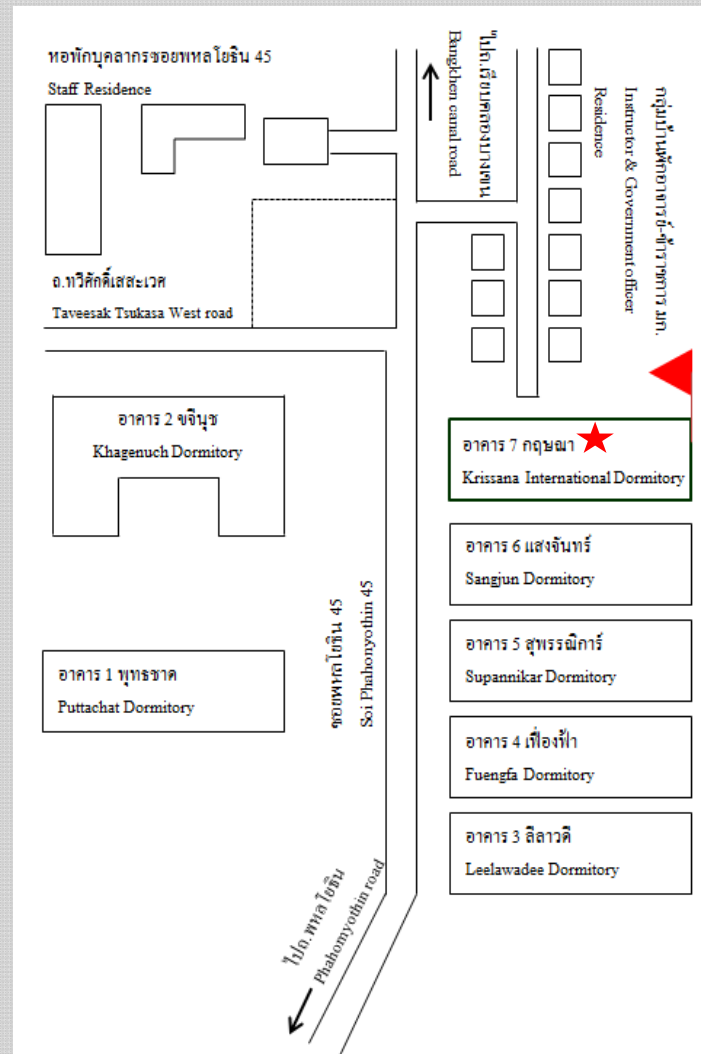 หอพักบุคลากรซอยพหลโยธิน 45
Staff Residence
ไปถ.เรียบคลองบางเขน
Bangkhen canal road
กลุ่มบ้านพักอาจารย์-ข้าราชการ มก.
Instructor & Government officer
Residence
ถ.ทวีศักดิ์เสสะเวศ
Taveesak Tsukasa West road
อาคาร 2 ขจีนุช
Khagenuch Dormitory
อาคาร 7 กฤษณา
Krissana International Dormitory
อาคาร 6 แสงจันทร์
Sangjun Dormitory
อาคาร 5 สุพรรณิการ์
Supannikar Dormitory
อาคาร 1 พุทธชาด
Puttachat Dormitory
ซอยพหลโยธิน 45
Soi Phahonyothin 45
อาคาร 4 เฟื่องฟ้า
Fuengfa Dormitory
อาคาร 3 ลีลาวดี
Leelawadee Dormitory
ไปถ.พหลโยธิน
Phahomyothin road